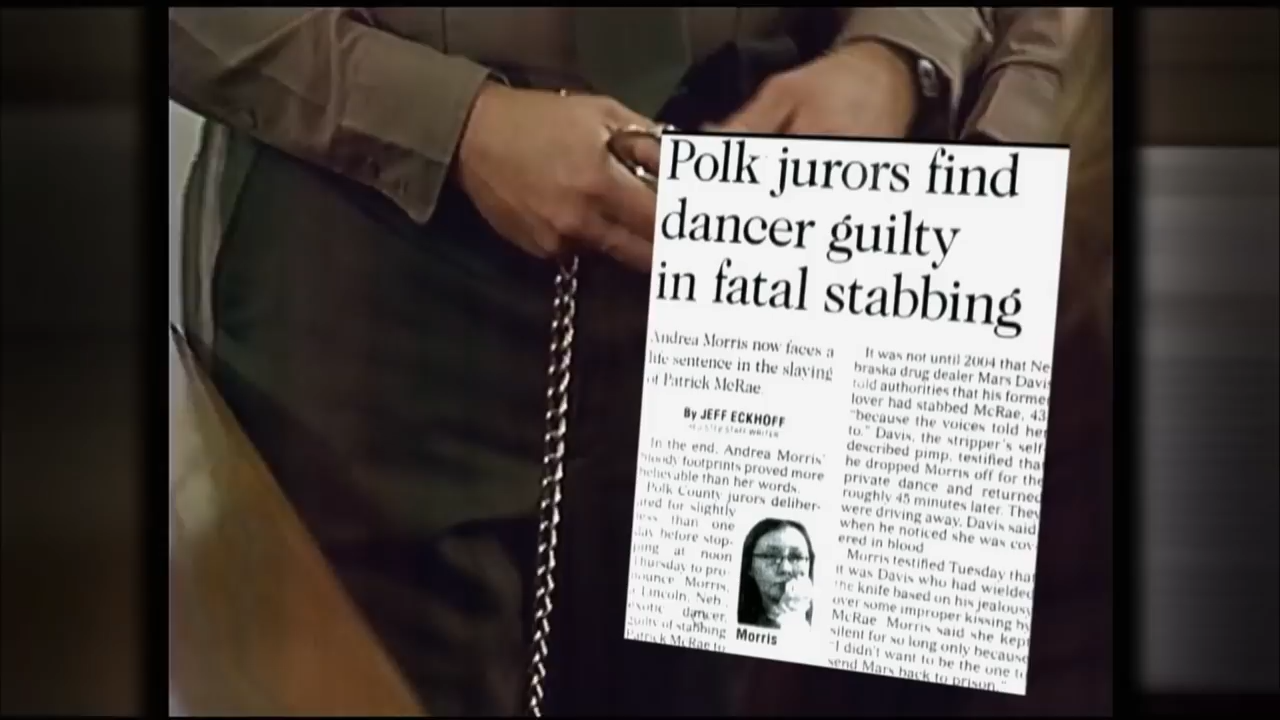 Polk jurors find
dancer guilty
in fatal stabbing
Andrea Morris now faces a
life sentence in the slaying
of Patrick McRae.
By JEFF ECKHOFF
STAFF WRITER
In the end, Andrea Morris'
bloody footprints proved more
believable than her words.
Polk County jurors deliber-
ated for slightly
less than one
day before stop-
ping at noon
Thursday to pro-
nounce Morris,
a Lincoln, Neb.,
exotic dancer,
guilty of stabbing
Patrick McRae to
Morris
It was not until 2004 that Ne
braska drug dealer Mars Davis
told authorities that his former
lover had stabbed McRae, 43,
"because the voices told her
to." Davis, the stripper's self-
described pimp, testified that
he dropped Morris off for the
private dance and returned
roughly 45 minutes later. They
were driving away, Davis said,
when he noticed she was cov-
ered in blood
Morris testified Tuesday that
it was Davis who had wielded
the knife based on his jealousy
over some improper kissing by
McRae. Morris said she kept
silent for so long only because
"I didn't want to be the one to
send Mars back to prison."